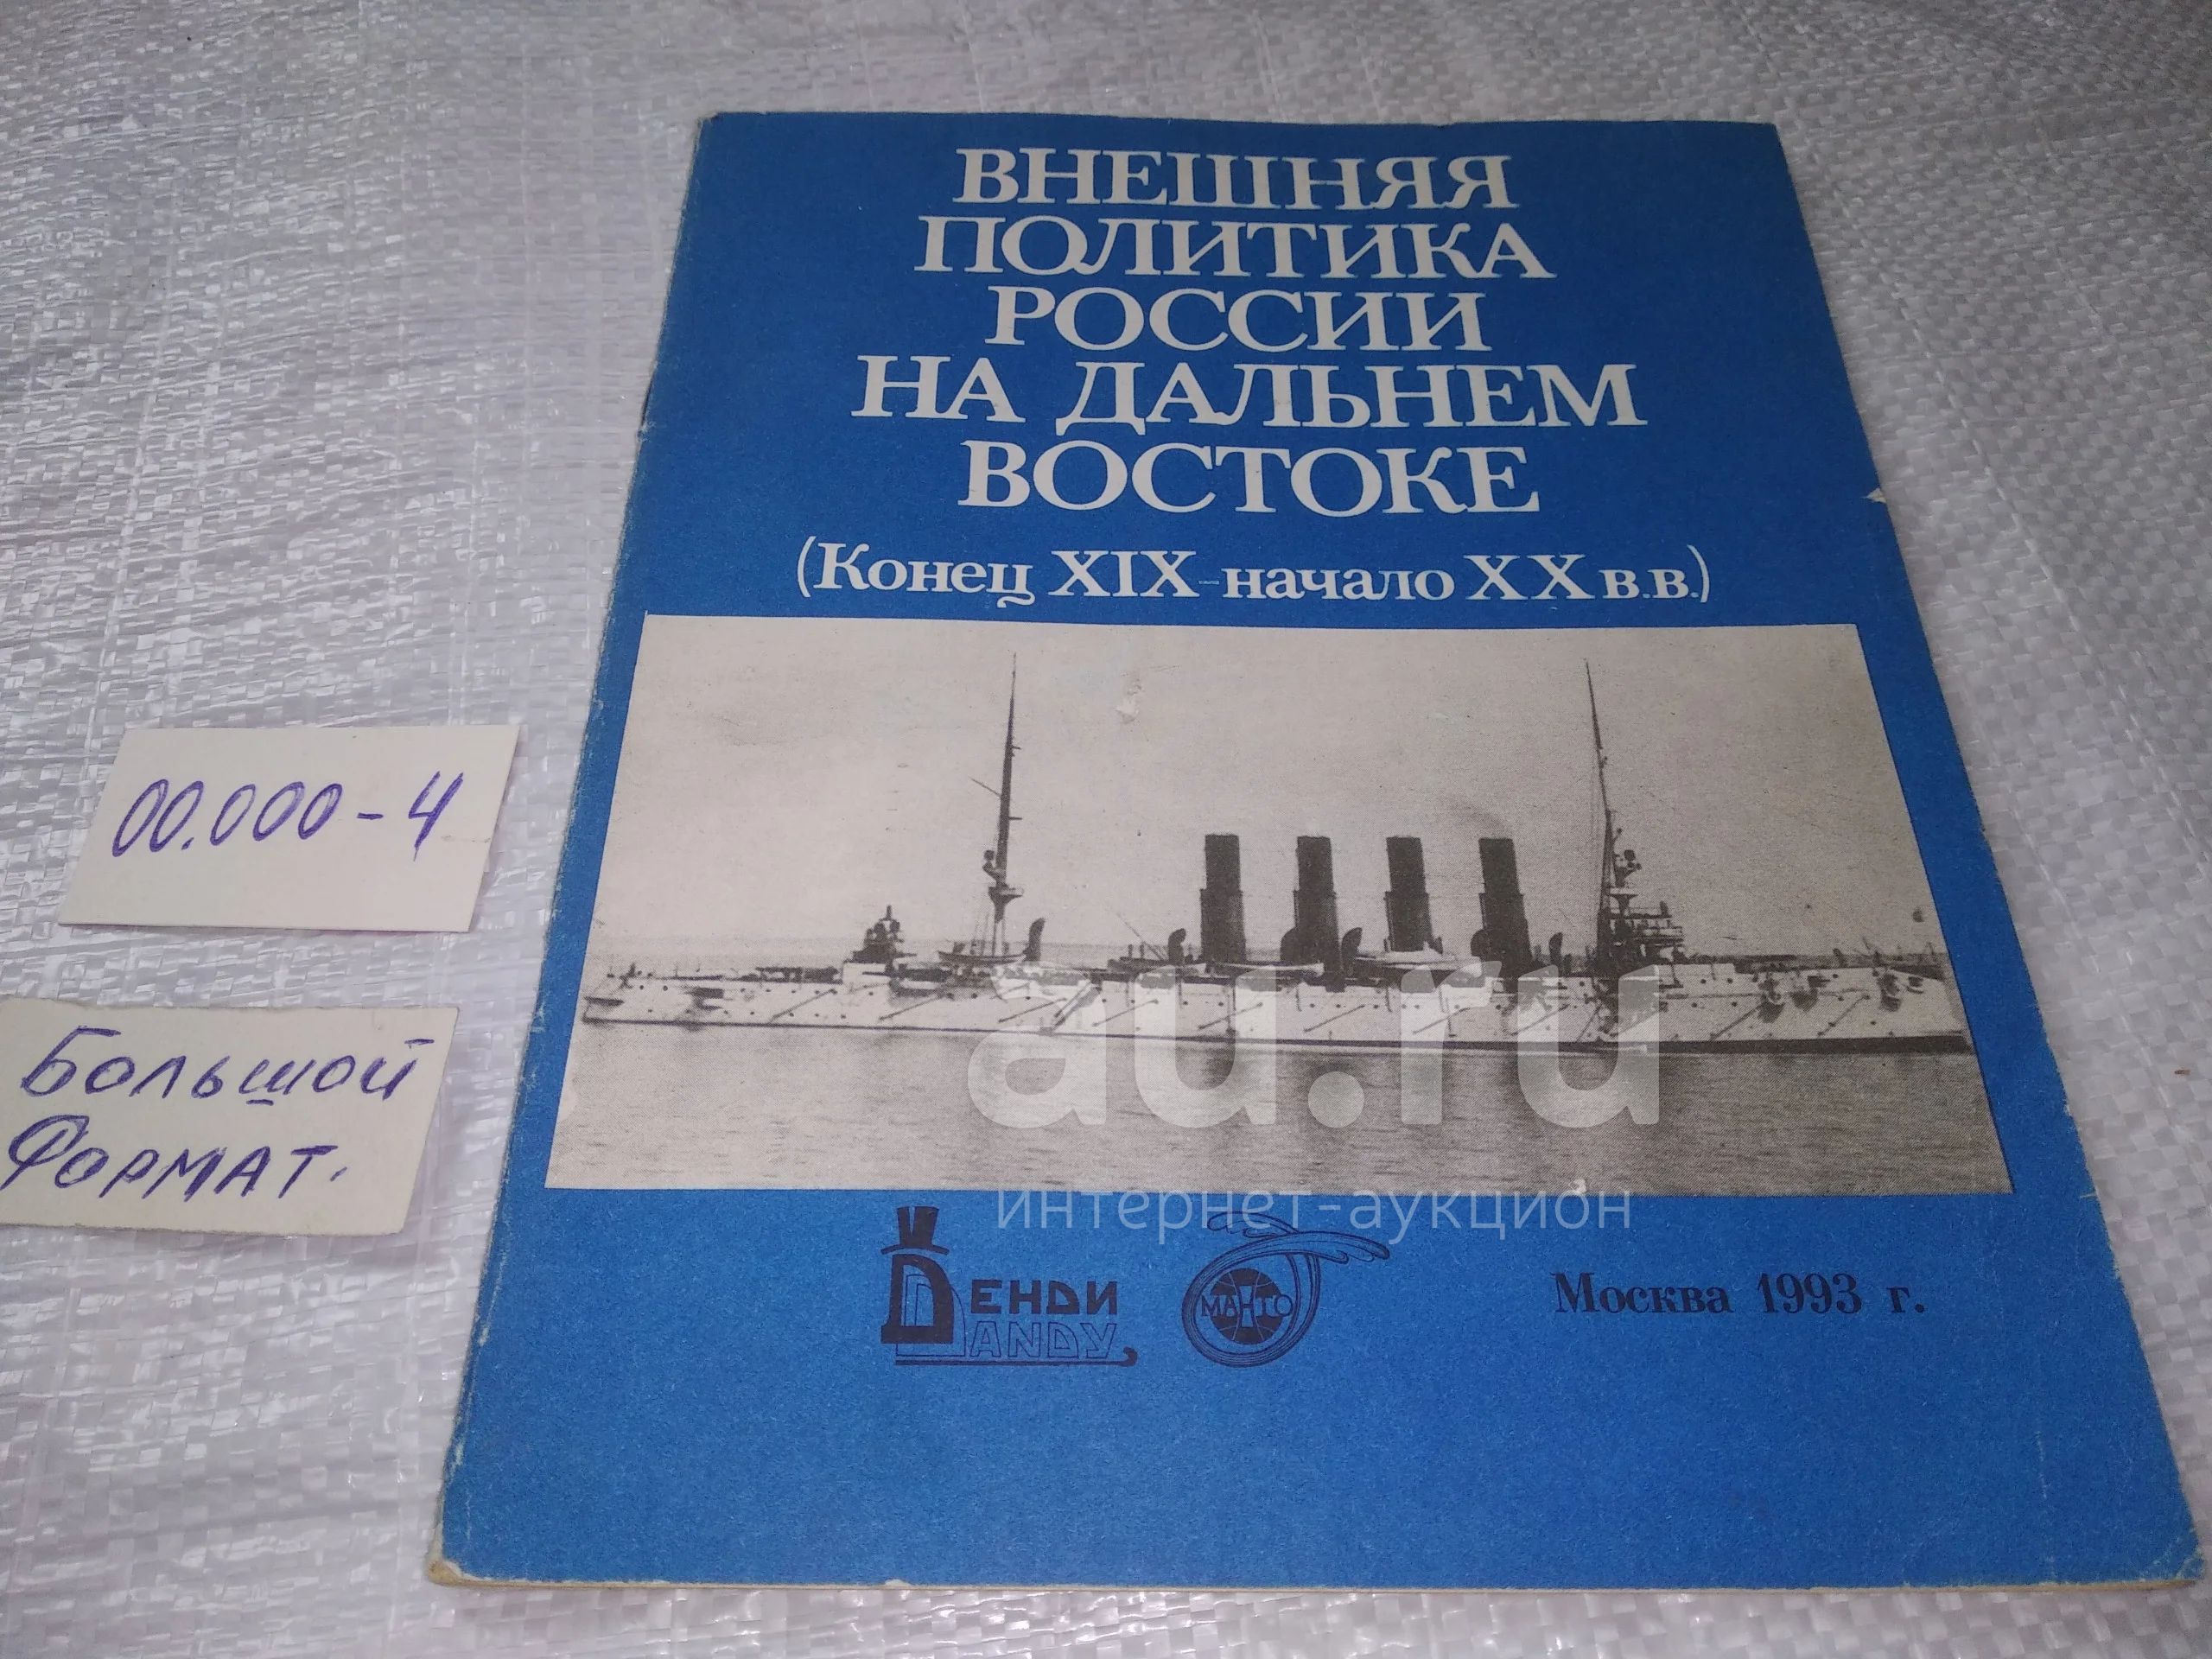 ВНЕШНЯЯ
ПОЛИТИКА
РОССИИ
НА ДАЛЬНЕМ
ВОСТОКЕ
(Конец XIX-начало XX в.в.)
00.000-4
Большой
Формат.
au.ru
интернет-аукцион
ДЕНДИ
DANDY
МАНГО
Москва 1993 г.